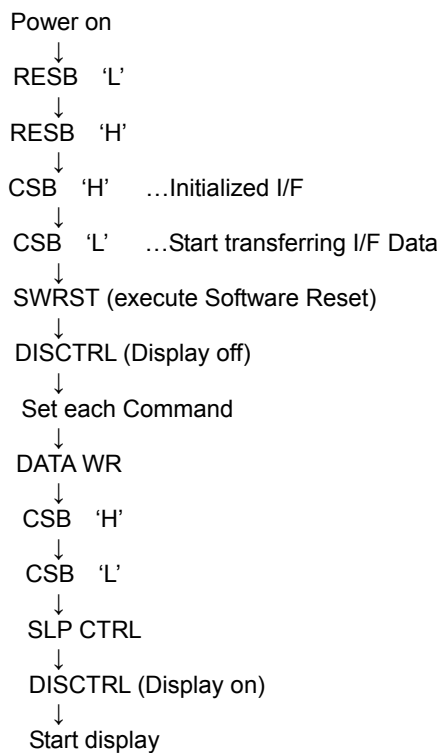 Power on
↓
RESB ‘L’
↓
RESB ‘H’
↓
CSB ‘H’ …Initialized I/F
↓
CSB ‘L’ …Start transferring I/F Data
↓
SWRST (execute Software Reset)
↓
DISCTRL (Display off)
↓
Set each Command
↓
DATA WR
↓
CSB ‘H’
↓
CSB ‘L’
↓
SLP CTRL
↓
DISCTRL (Display on)
↓
Start display